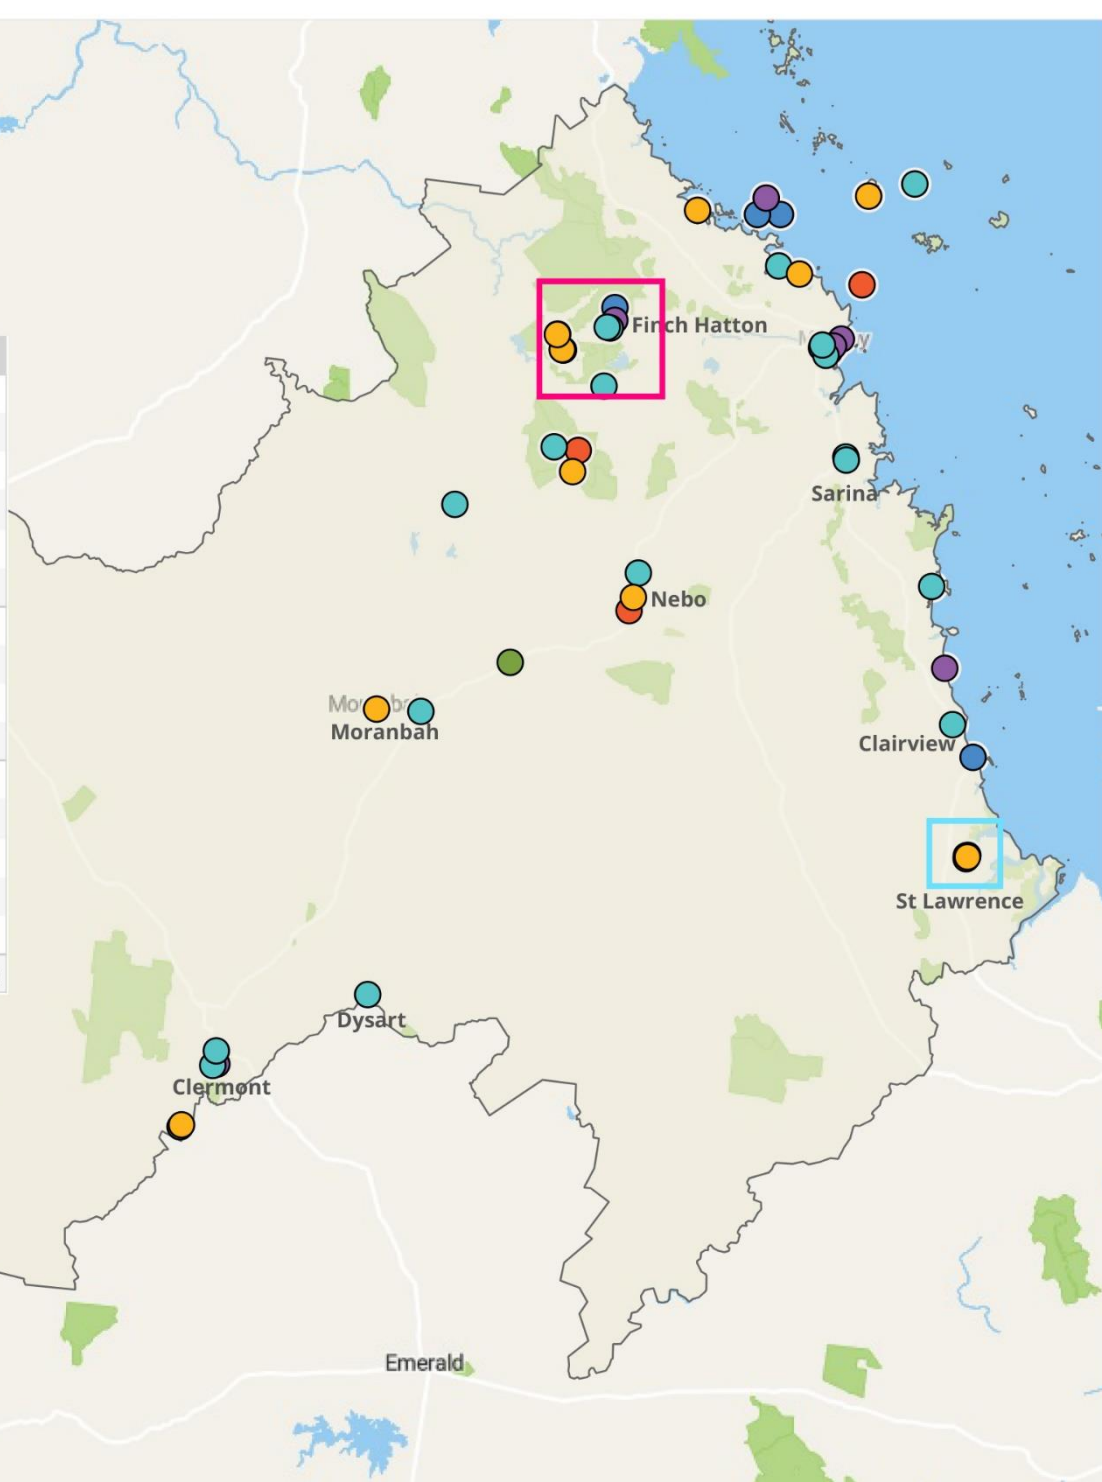 Finch Hatton
Sarina
Nebo
Moranbah
Clairview
St Lawrence
Dysart
Clermont
Emerald